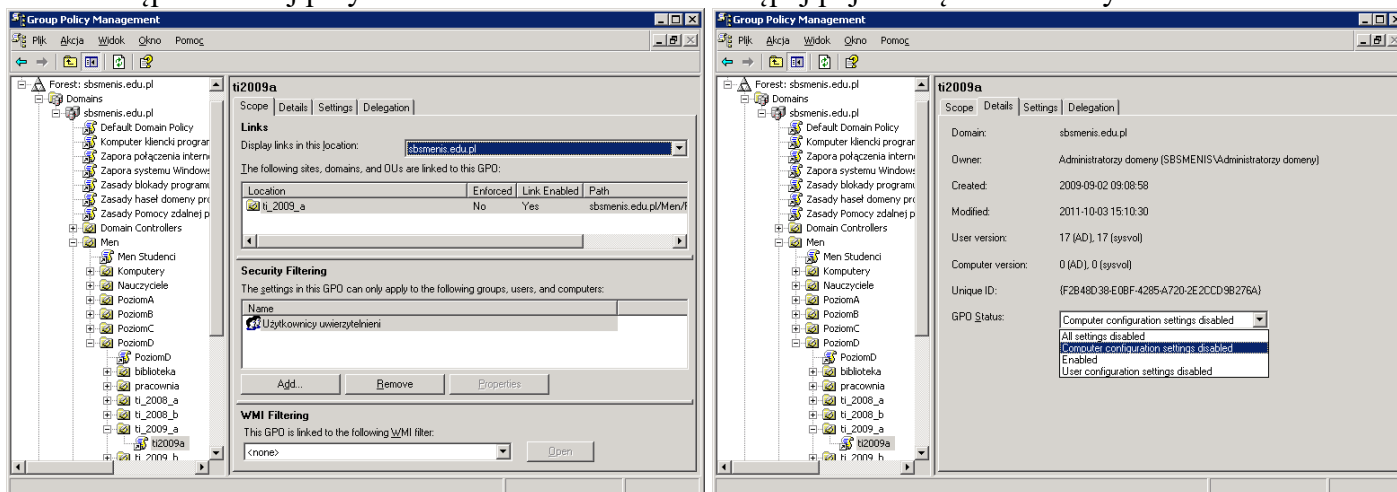 Group Policy Management
Plik Akcja Widok Okno Pomoc
Forest: sbsmenis.edu.pl
Domains
sbsmenis.edu.pl
Default Domain Policy
Komputer kliencki progran
Zapora połączenia intern
Zapora systemu Windows
Zasady blokady program
Zasady haseł domeny pro
Zasady Pomocy zdalnej p
Domain Controllers
Men
Men Studenci
Komputery
Nauczyciele
PoziomA
PoziomB
PoziomC
PoziomD
PoziomD
biblioteka
pracownia
ti_2008_a
ti_2008_b
ti_2009_a
ti2009a
ti_2009_b
ti2009a
Scope Details Settings Delegation
Links
Display links in this location: sbsmenis.edu.pl
The following sites, domains, and OUs are linked to this GPO:
Location Enforced Link Enabled Path
ti_2009_a No Yes sbsmenis.edu.pl/Men/F
Security Filtering
The settings in this GPO can only apply to the following groups, users, and computers:
Name
Użytkownicy uwierzytelnieni
Add... Remove Properties
WMI Filtering
This GPO is linked to the following WMI filter:
<none> Open
Group Policy Management
Plik Akcja Widok Okno Pomoc
Forest: sbsmenis.edu.pl
Domains
sbsmenis.edu.pl
Default Domain Policy
Komputer kliencki progran
Zapora połączenia intern
Zapora systemu Windows
Zasady blokady program
Zasady haseł domeny pro
Zasady Pomocy zdalnej p
Domain Controllers
Men
Men Studenci
Komputery
Nauczyciele
PoziomA
PoziomB
PoziomC
PoziomD
PoziomD
biblioteka
pracownia
ti_2008_a
ti_2008_b
ti_2009_a
ti2009a
ti_2009_b
ti2009a
Scope Details Settings Delegation
Domain: sbsmenis.edu.pl
Owner: Administratorzy domeny (SBSMENIS\Administratorzy domeny)
Created: 2009-09-02 09:08:58
Modified: 2011-10-03 15:10:30
User version: 17 (AD), 17 (sysvol)
Computer version: 0 (AD), 0 (sysvol)
Unique ID: {F2B48D38-E0BF-4285-A720-2E2CCD9B276A}
GPO Status: Computer configuration settings disabled
All settings disabled
Computer configuration settings disabled
Enabled
User configuration settings disabled